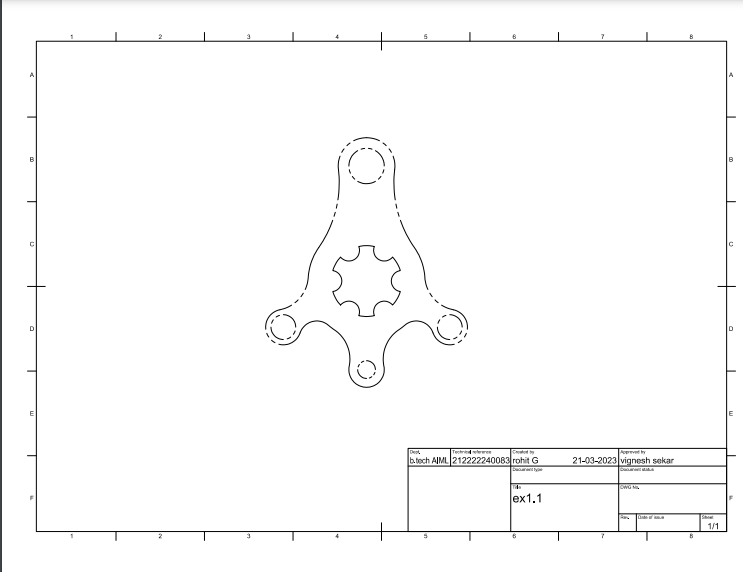 1 2 3 4 5 6 7 8
A A
B B
C C
D D
E E
F F
Dept. Technical reference Created by Approved by
b.tech AIML 212222240083 rohit G 21-03-2023 vignesh sekar
Document type Document status
Title DWG No.
ex1.1
Rev. Date of issue Sheet
1/1
1 2 3 4 5 6 7 8